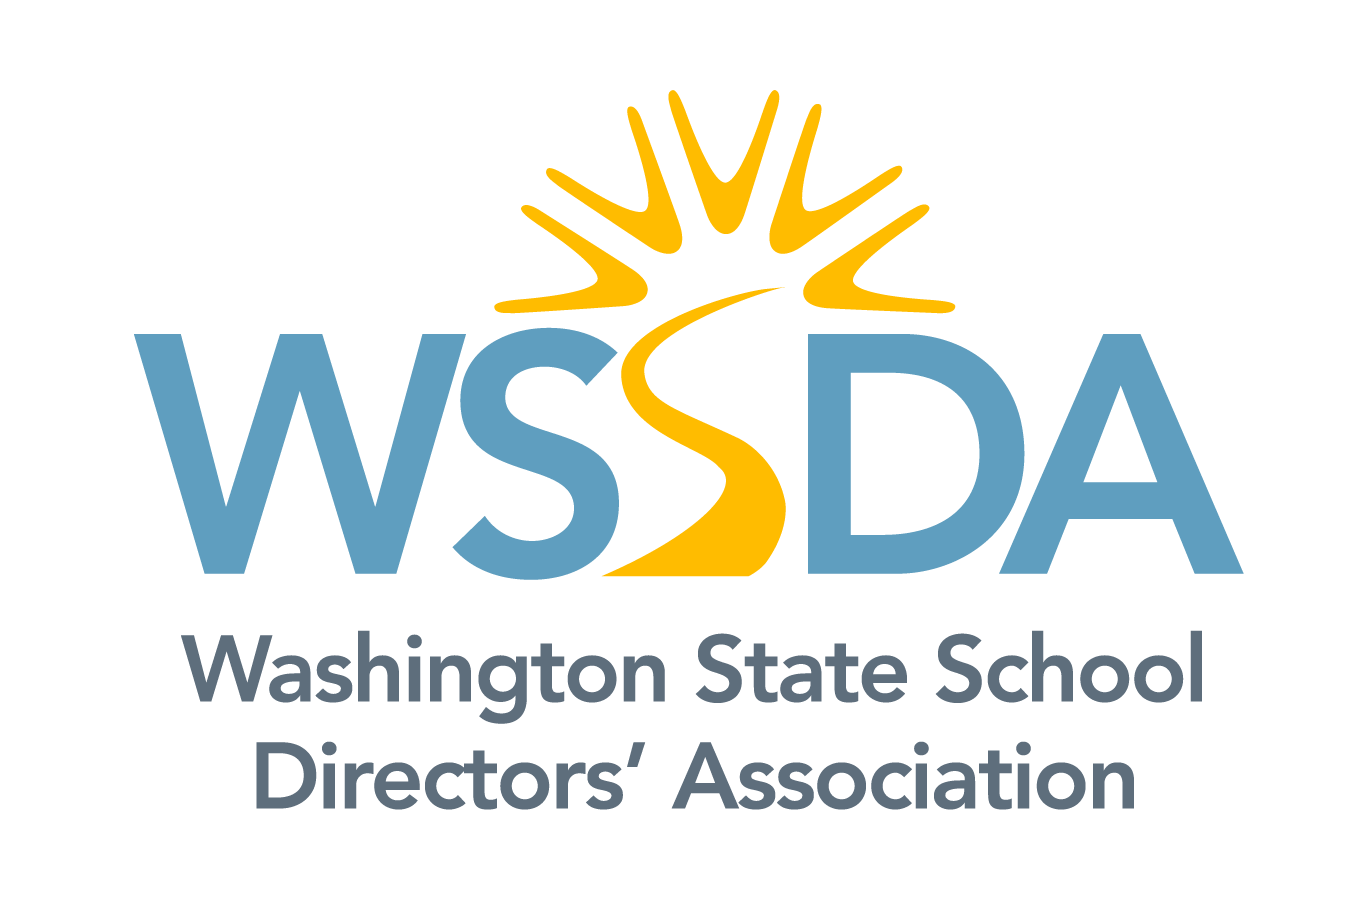 WSSDA
Washington State School
Directors’ Association